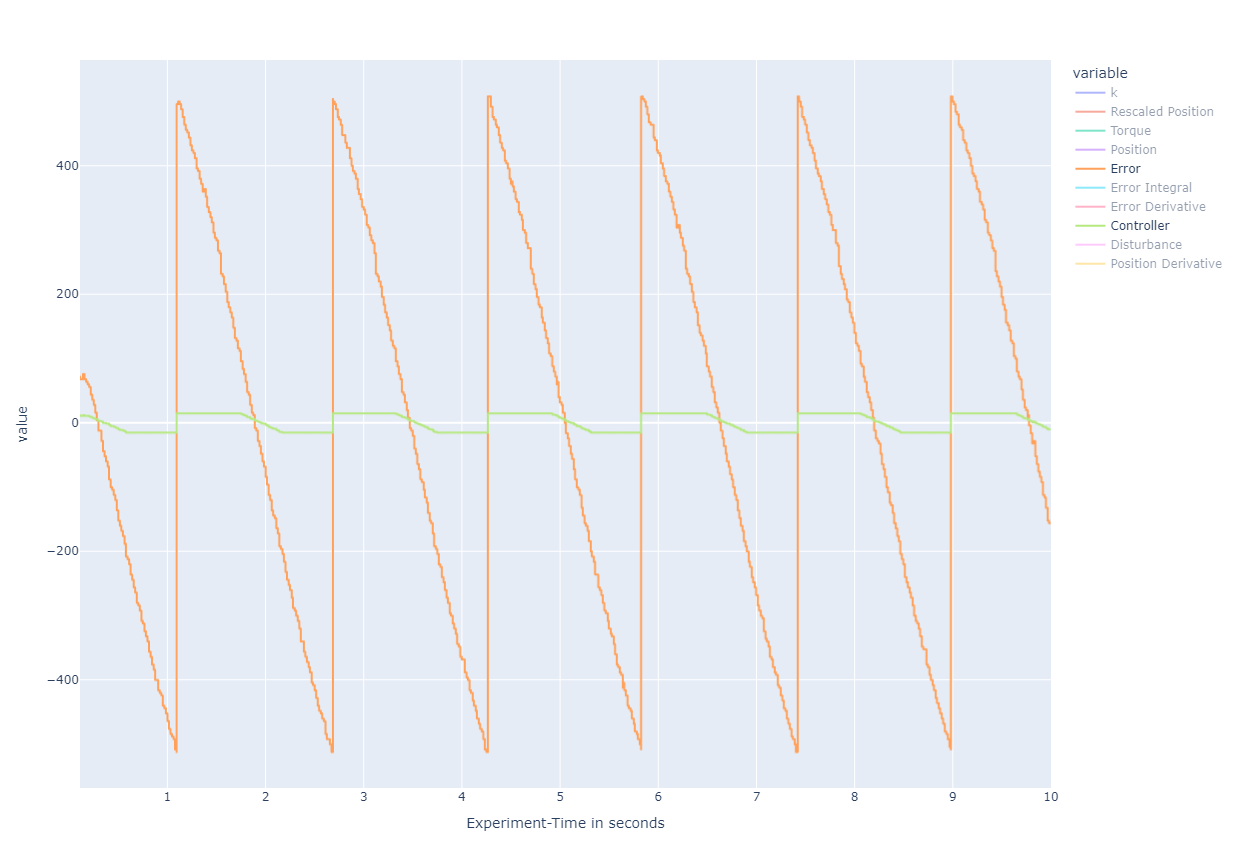 variable
k
Rescaled Position
Torque
Position
Error
Error Integral
Error Derivative
Controller
Disturbance
Position Derivative
value
400
200
0
−200
−400
1 2 3 4 5 6 7 8 9 10
Experiment-Time in seconds